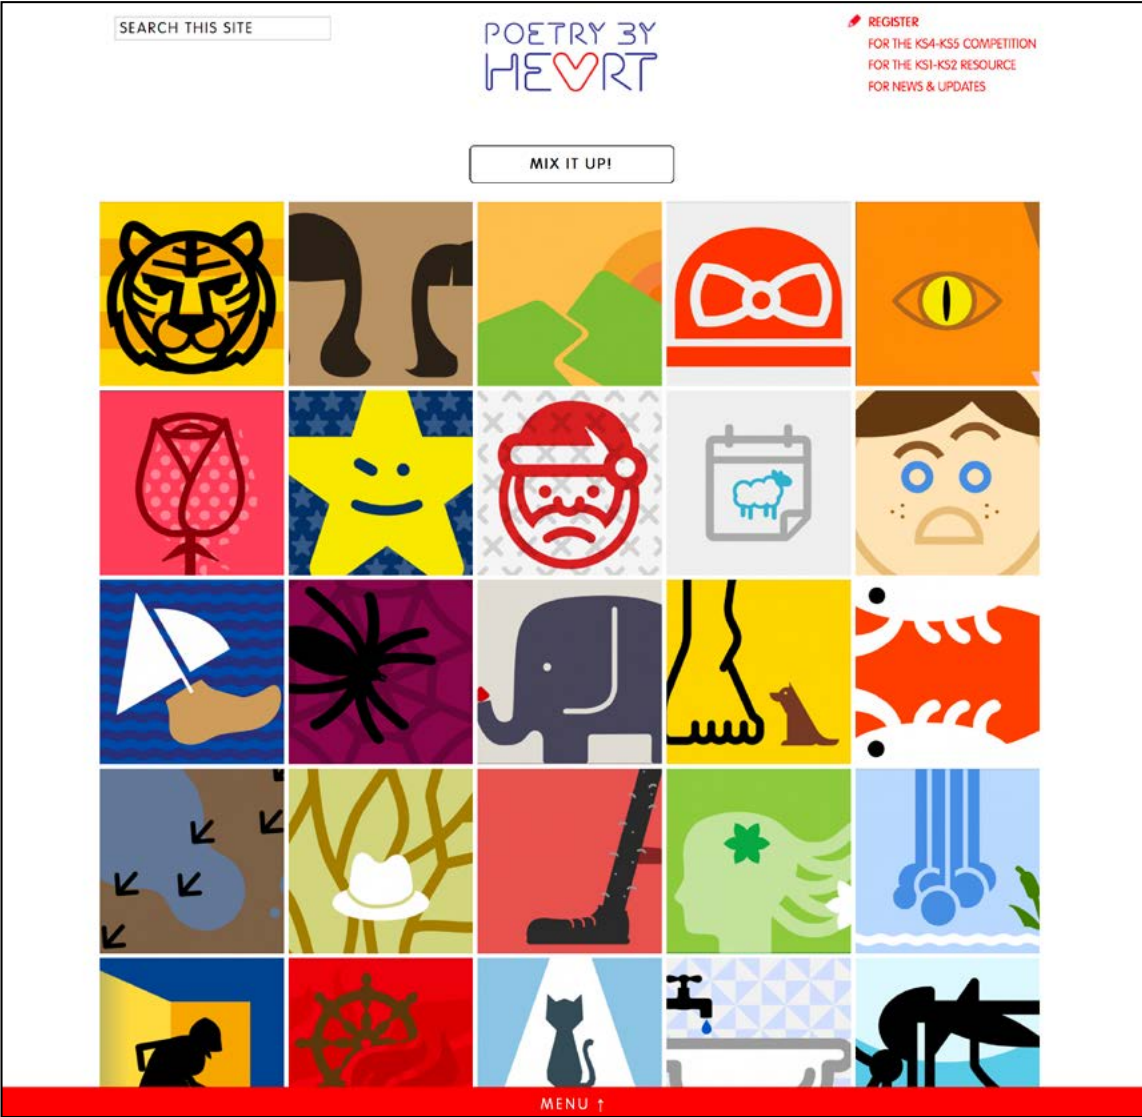 SEARCH THIS SITE
POETRY BY
HEART
REGISTER
FOR THE KS4-KS5 COMPETITION
FOR THE KS1-KS2 RESOURCE
FOR NEWS & UPDATES
MIX IT UP!
MENU ↑